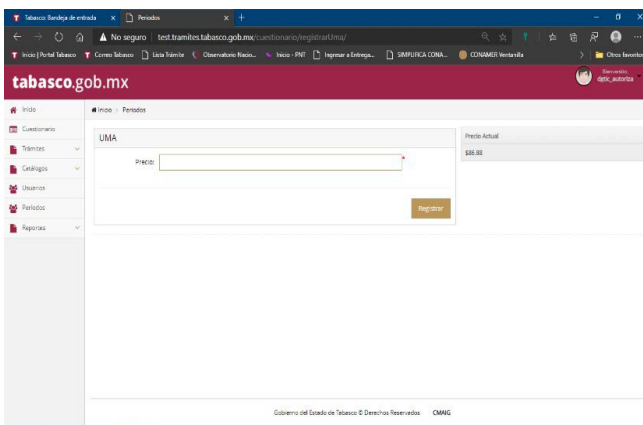 Tabasco: Bandeja de entrada
Periodos
No seguro | test.tramites.tabasco.gob.mx/cuestionario/registrarUma/
Inicio | Portal Tabasco
Correo Tabasco
Lista Trámite
Observatorio Nacio...
Inicio - PNT
Ingresar a Entrega...
SIMPLIFICA CONA...
CONAMER Ventanilla
Otros favoritos
tabasco.gob.mx
Bienvenido,
dgtic_autoriza
Inicio
Cuestionario
Trámites
Catálogos
Usuarios
Periodos
Reportes
Inicio
Periodos
UMA
Precio:
*
Registrar
Precio Actual
$86.88
Gobierno del Estado de Tabasco © Derechos Reservados CMAIG